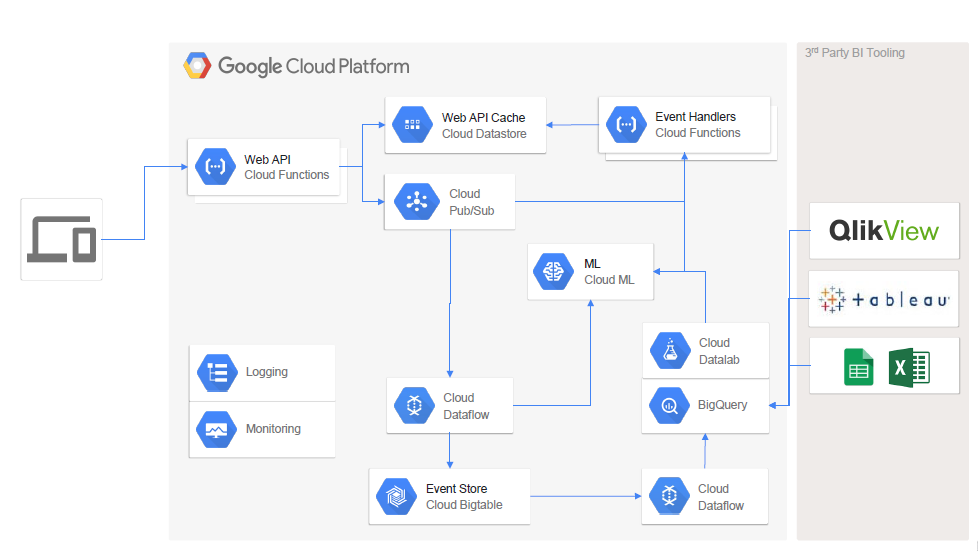 Google Cloud Platform
3rd Party BI Tooling
Web API Cache
Cloud Datastore
Event Handlers
Cloud Functions
Web API
Cloud Functions
Cloud
Pub/Sub
QlikView
ML
Cloud ML
+ableau
Cloud
Datalab
X
Logging
Cloud
Dataflow
BigQuery
Monitoring
Event Store
Cloud Bigtable
Cloud
Dataflow